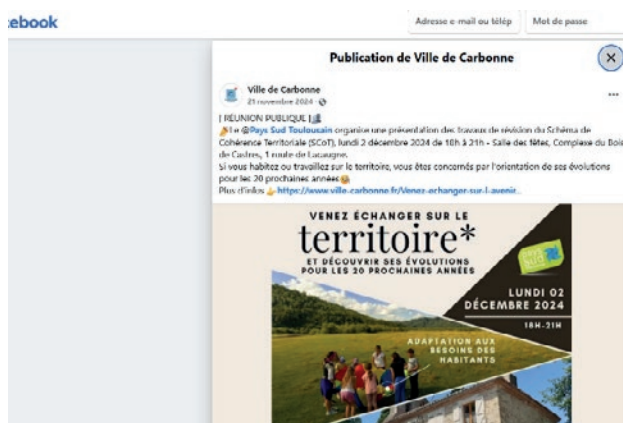 cebook
Adresse e-mail ou télép
Mot de passe
Publication de Ville de Carbonne
Ville de Carbonne
21 novembre 2024
[ RÉUNION PUBLIQUE ]
Le @Pays Sud Toulousain organise une présentation des travaux de révision du Schéma de
Cohérence Territoriale (SCoT), lundi 2 décembre 2024 de 18h à 21h - Salle des fêtes, Complexe du Bois
de Castres, 1 route de Lacaugne.
Si vous habitez ou travaillez sur le territoire, vous êtes concernés par l'orientation de ses évolutions
pour les 20 prochaines années
Plus d'infos https://www.ville-carbonne.fr/Venez-echanger-sur-l-avenir...
VENEZ ÉCHANGER SUR LE
territoire*
ET DÉCOUVRIR SES ÉVOLUTIONS
POUR LES 20 PROCHAINES ANNÉES
PAYS
SUD
LUNDI 02
DÉCEMBRE 2024
18H-21H
ADAPTATION AUX
BESOINS DES
HABITANTS